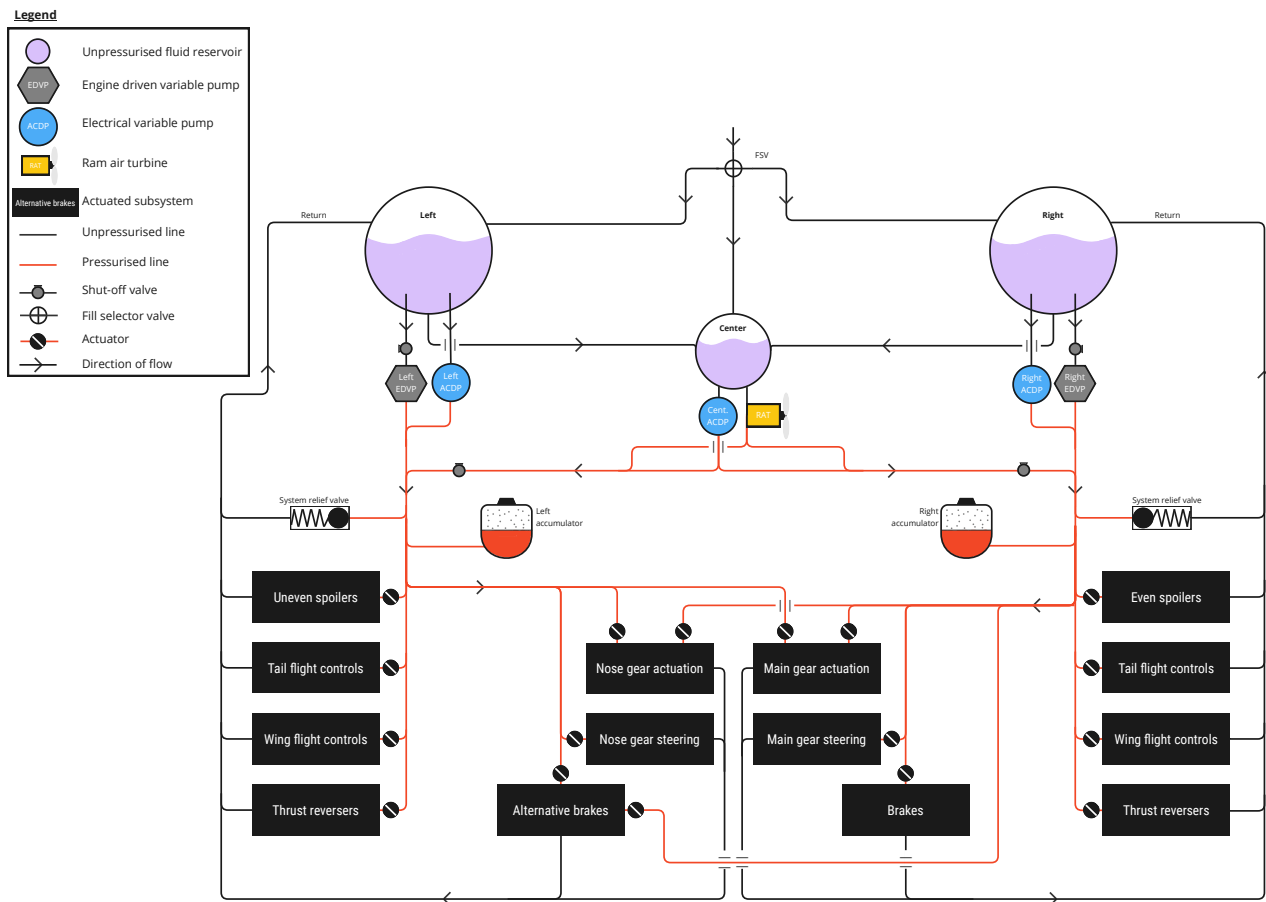 Legend
Unpressurised fluid reservoir
EDVP
Engine driven variable pump
ACDP
Electrical variable pump
RAT
Ram air turbine
Alternative brakes
Actuated subsystem
Unpressurised line
Pressurised line
Shut-off valve
Fill selector valve
Actuator
Direction of flow
FSV
Return
Left
Right
Return
Center
Left
EDVP
Left
ACDP
Right
ACDP
Right
EDVP
Cent.
ACDP
RAT
System relief valve
Left
accumulator
Right
accumulator
System relief valve
Uneven spoilers
Even spoilers
Tail flight controls
Nose gear actuation
Main gear actuation
Tail flight controls
Wing flight controls
Nose gear steering
Main gear steering
Wing flight controls
Thrust reversers
Alternative brakes
Brakes
Thrust reversers